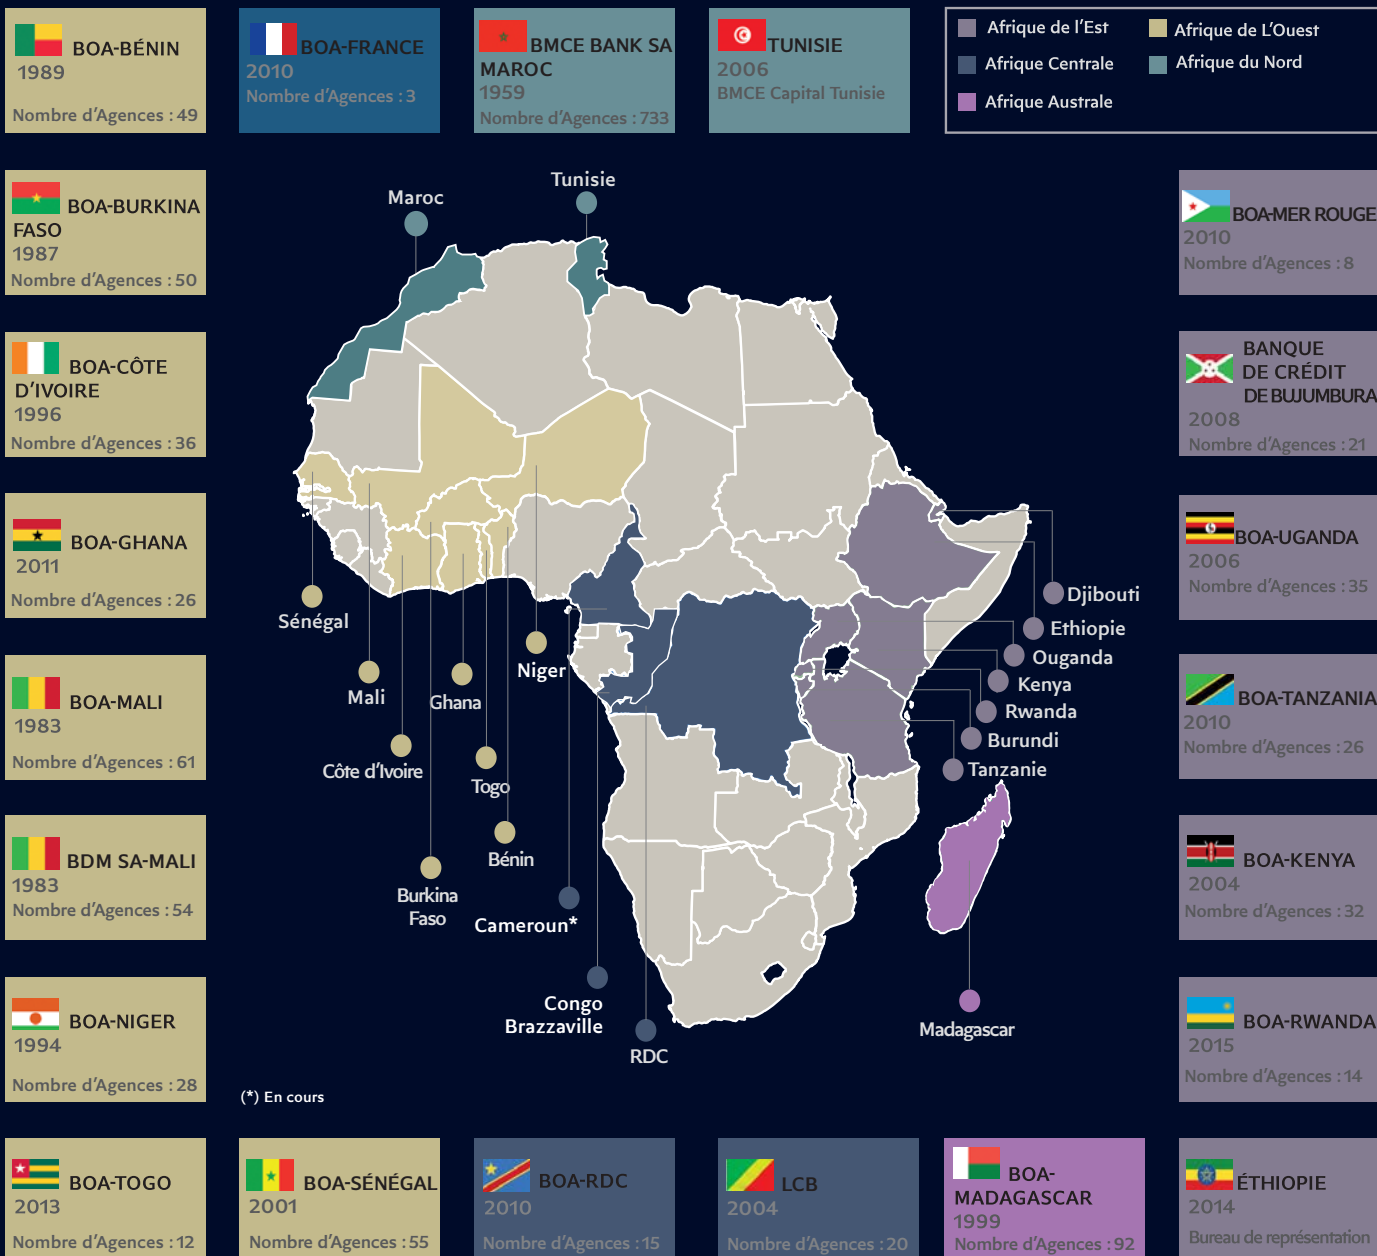 BOA-BÉNIN
1989
Nombre d'Agences : 49
BOA-FRANCE
2010
Nombre d'Agences : 3
BMCE BANK SA
MAROC
1959
Nombre d'Agences : 733
TUNISIE
2006
BMCE Capital Tunisie
Afrique de l'Est
Afrique de L'Ouest
Afrique Centrale
Afrique du Nord
Afrique Australe
BOA-BURKINA
FASO
1987
Nombre d'Agences : 50
BOA-CÔTE
D'IVOIRE
1996
Nombre d'Agences : 36
BOA-GHANA
2011
Nombre d'Agences : 26
BOA-MALI
1983
Nombre d'Agences : 61
BDM SA-MALI
1983
Nombre d'Agences : 54
BOA-NIGER
1994
Nombre d'Agences : 28
BOA-TOGO
2013
Nombre d'Agences : 12
Maroc
Tunisie
Sénégal
Mali
Côte d'Ivoire
Burkina
Faso
Ghana
Togo
Bénin
Niger
Cameroun*
Congo
Brazzaville
RDC
Djibouti
Ethiopie
Ouganda
Kenya
Rwanda
Burundi
Tanzanie
Madagascar
(*) En cours
BOA-MER ROUGE
2010
Nombre d'Agences : 8
BANQUE
DE CRÉDIT
DE BUJUMBURA
2008
Nombre d'Agences : 21
BOA-UGANDA
2006
Nombre d'Agences : 35
BOA-TANZANIA
2010
Nombre d'Agences : 26
BOA-KENYA
2004
Nombre d'Agences : 32
BOA-RWANDA
2015
Nombre d'Agences : 14
BOA-SÉNÉGAL
2001
Nombre d'Agences : 55
BOA-RDC
2010
Nombre d'Agences : 15
LCB
2004
Nombre d'Agences : 20
BOA-
MADAGASCAR
1999
Nombre d'Agences : 92
ÉTHIOPIE
2014
Bureau de représentation